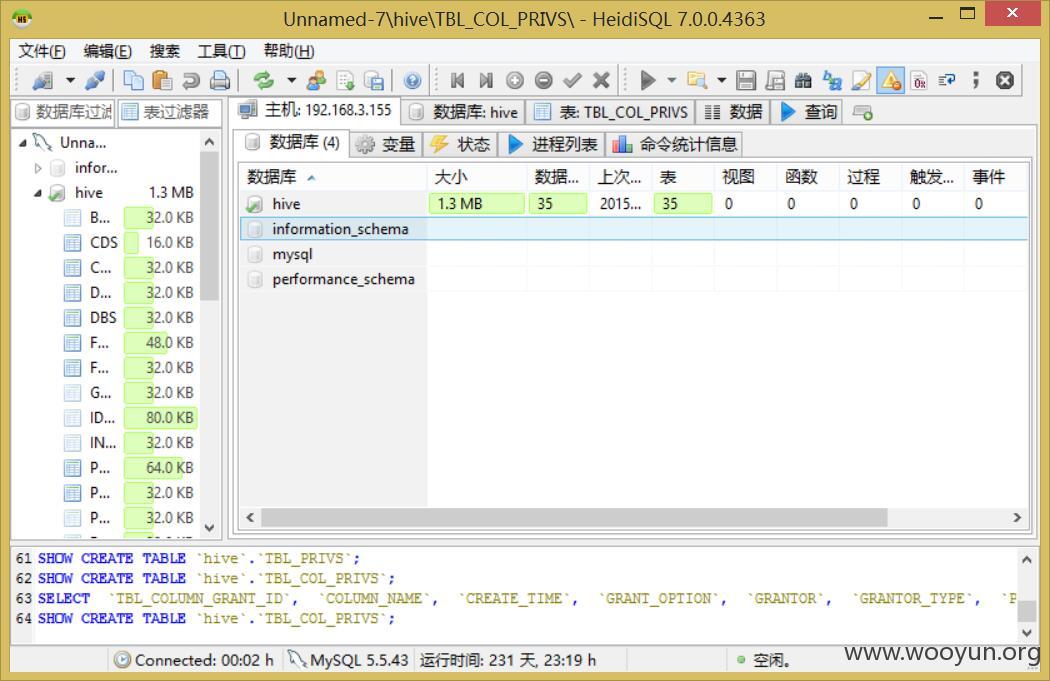 Unnamed-7\hive\TBL_COL_PRIVS\ - HeidiSQL 7.0.0.4363
文件(F) 编辑(E) 搜索 工具(T) 帮助(H)
数据库过滤 表过滤器
主机: 192.168.3.155 数据库: hive 表: TBL_COL_PRIVS 数据 查询
数据库 (4) 变量 状态 进程列表 命令统计信息
Unna...
infor...
hive 1.3 MB
B... 32.0 KB
CDS 16.0 KB
C... 32.0 KB
D... 32.0 KB
DBS 32.0 KB
F... 48.0 KB
F... 32.0 KB
G... 32.0 KB
ID... 80.0 KB
IN... 32.0 KB
P... 64.0 KB
P... 32.0 KB
P... 32.0 KB
数据库 大小 数据... 上次... 表 视图 函数 过程 触发... 事件
hive 1.3 MB 35 2015... 35 0 0 0 0 0
information_schema
mysql
performance_schema
61 SHOW CREATE TABLE `hive`.`TBL_PRIVS`;
62 SHOW CREATE TABLE `hive`.`TBL_COL_PRIVS`;
63 SELECT `TBL_COLUMN_GRANT_ID`, `COLUMN_NAME`, `CREATE_TIME`, `GRANT_OPTION`, `GRANTOR`, `GRANTOR_TYPE`, `P
64 SHOW CREATE TABLE `hive`.`TBL_COL_PRIVS`;
Connected: 00:02 h MySQL 5.5.43 运行时间: 231 天, 23:19 h 空闲。
www.wooyun.org